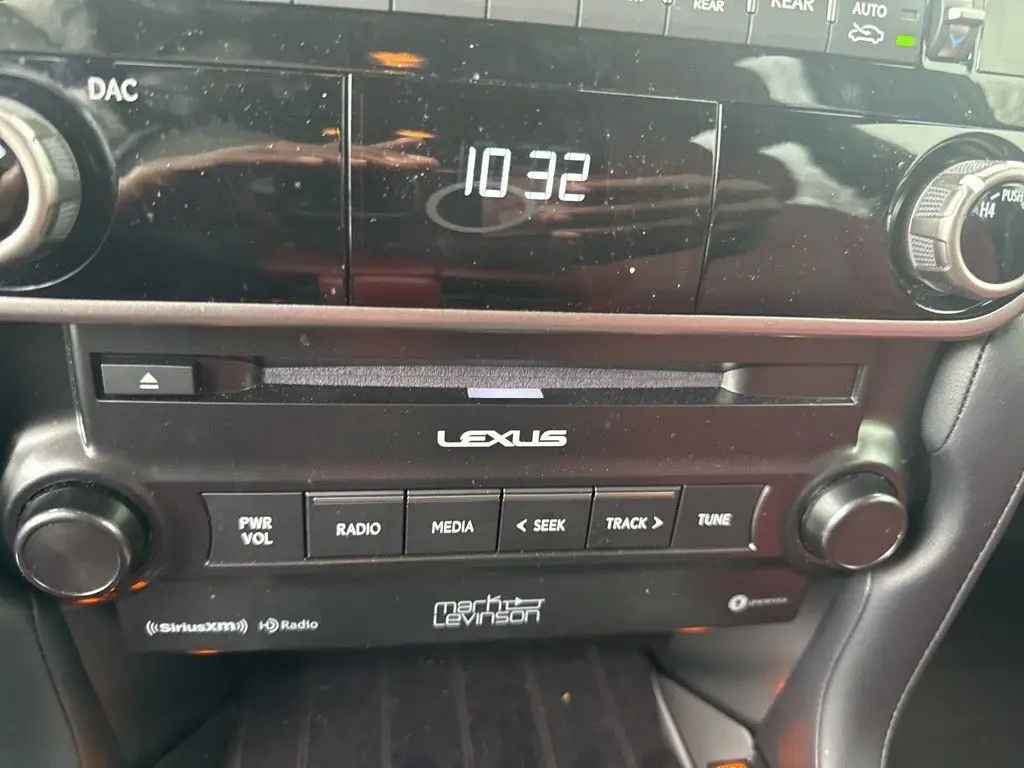 REAR
REAR
AUTO
DAC
10 32
PUSH
H4
LEXUS
PWR
VOL
RADIO
MEDIA
< SEEK
TRACK >
TUNE
((SiriusXM))
HD Radio
mark
Levinson